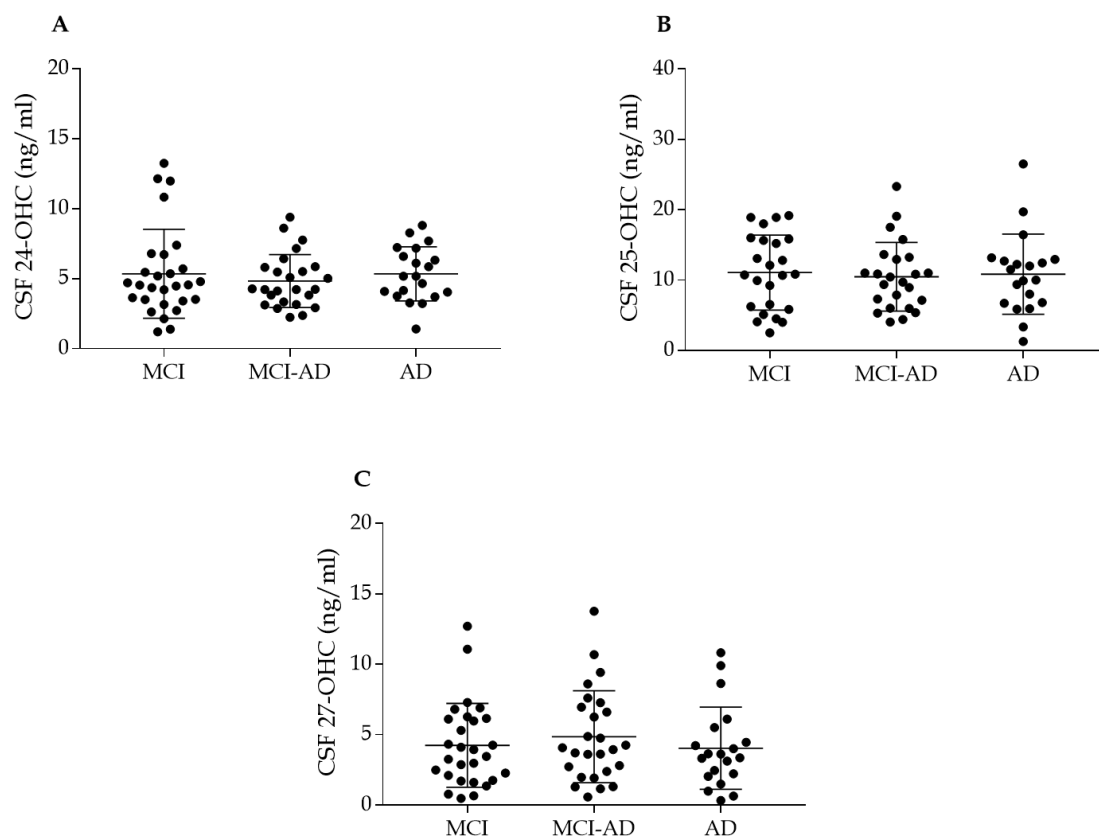 A
CSF 24-OHC (ng/ml)
20
15
10
5
0
MCI MCI-AD AD
B
CSF 25-OHC (ng/ml)
40
30
20
10
0
MCI MCI-AD AD
C
CSF 27-OHC (ng/ml)
20
15
10
5
0
MCI MCI-AD AD